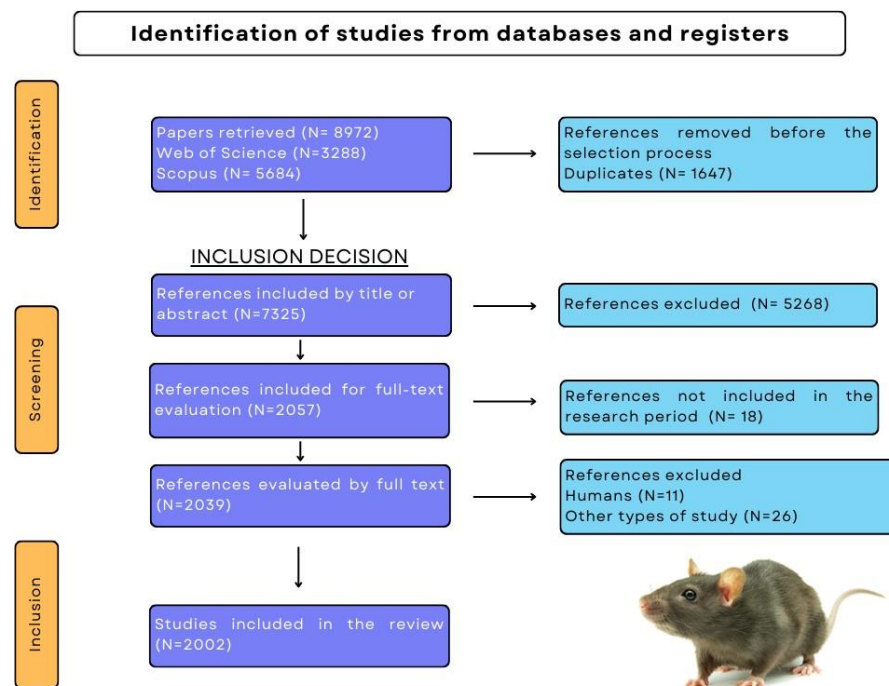 Identification of studies from databases and registers
Identification
Papers retrieved (N= 8972)
Web of Science (N=3288)
Scopus (N= 5684)
References removed before the
selection process
Duplicates (N= 1647)
INCLUSION DECISION
Screening
References included by title or
abstract (N=7325)
References excluded (N= 5268)
References included for full-text
evaluation (N=2057)
References not included in the
research period (N= 18)
References evaluated by full text
(N=2039)
References excluded
Humans (N=11)
Other types of study (N=26)
Inclusion
Studies included in the review
(N=2002)